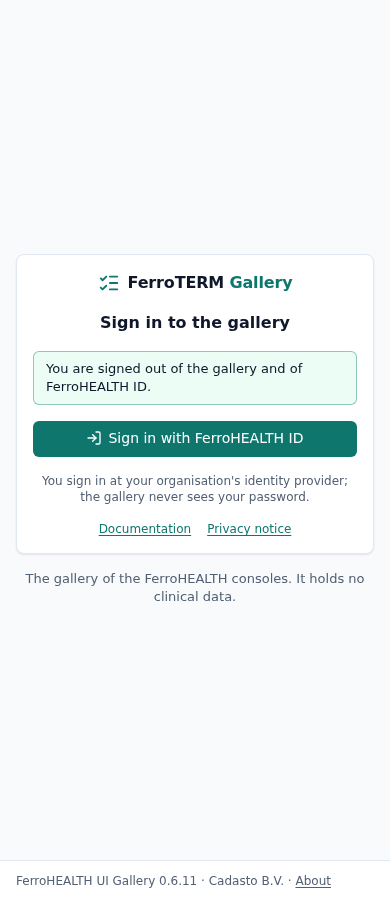 FerroTERM Gallery
Sign in to the gallery
You are signed out of the gallery and of
FerroHEALTH ID.
Sign in with FerroHEALTH ID
You sign in at your organisation's identity provider;
the gallery never sees your password.
Documentation Privacy notice
The gallery of the FerroHEALTH consoles. It holds no
clinical data.
FerroHEALTH UI Gallery 0.6.11 · Cadasto B.V. · About